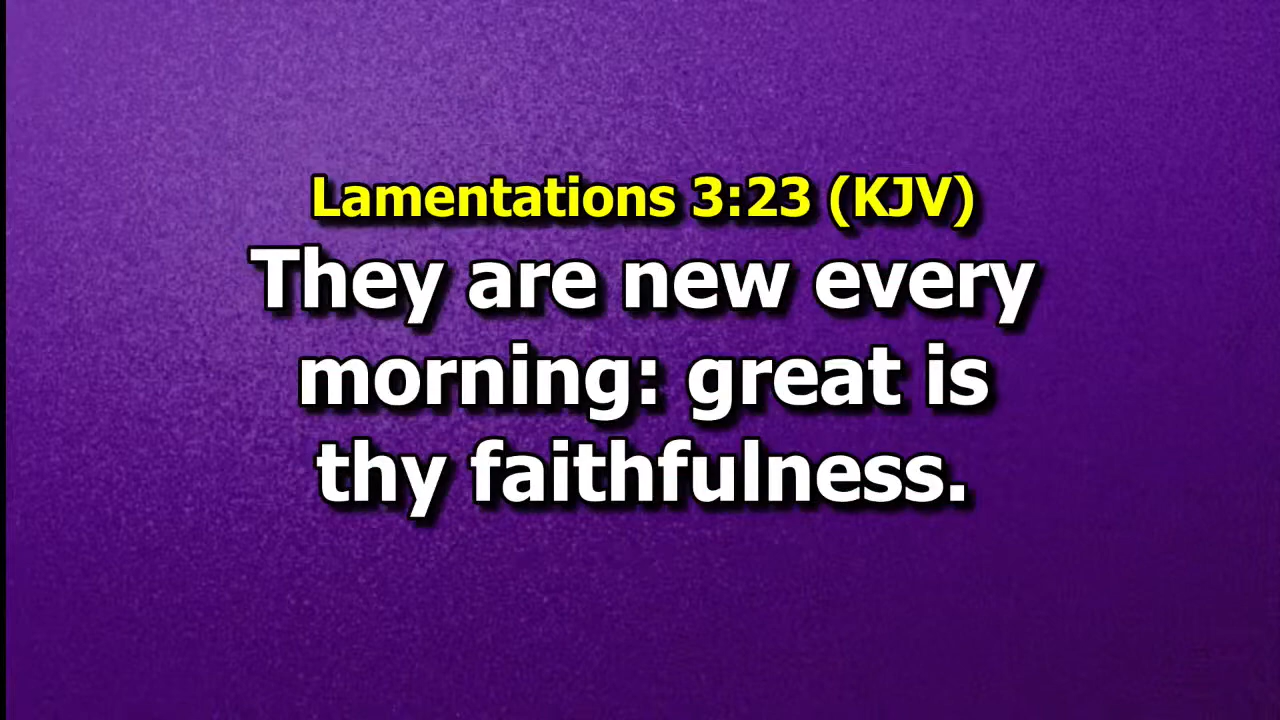 Lamentations 3:23 (KJV)
They are new every
morning: great is
thy faithfulness.